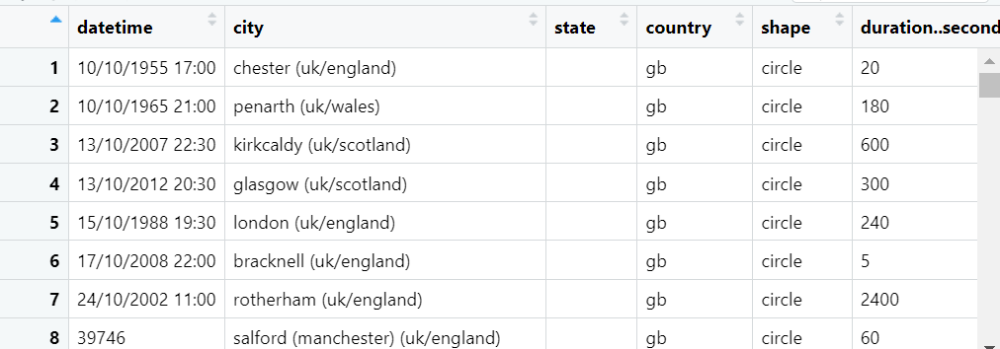 datetime city state country shape duration..second
1 10/10/1955 17:00 chester (uk/england) gb circle 20
2 10/10/1965 21:00 penarth (uk/wales) gb circle 180
3 13/10/2007 22:30 kirkcaldy (uk/scotland) gb circle 600
4 13/10/2012 20:30 glasgow (uk/scotland) gb circle 300
5 15/10/1988 19:30 london (uk/england) gb circle 240
6 17/10/2008 22:00 bracknell (uk/england) gb circle 5
7 24/10/2002 11:00 rotherham (uk/england) gb circle 2400
8 39746 salford (manchester) (uk/england) gb circle 60